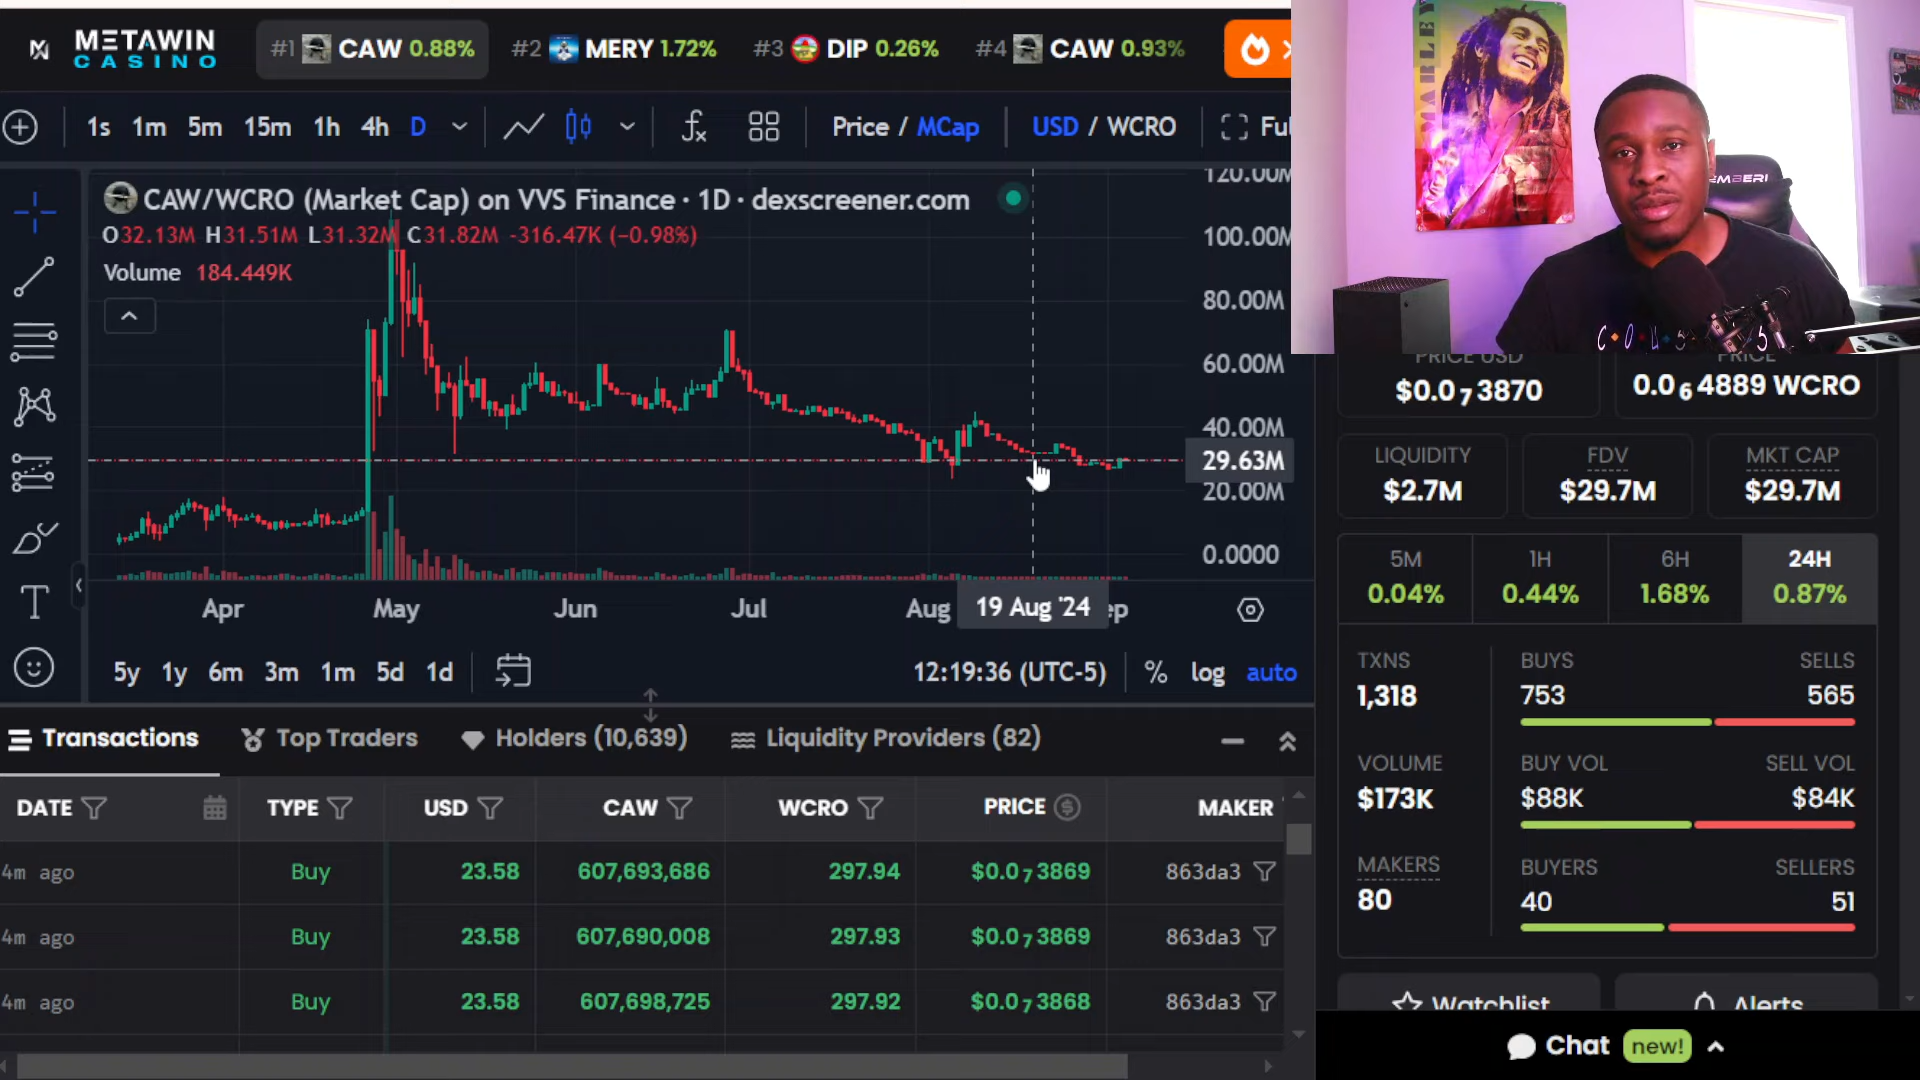 METAWIN
CASINO
#1 CAW 0.88%
#2 MERY 1.72%
#3 DIP 0.26%
#4 CAW 0.93%
1s 1m 5m 15m 1h 4h D
Price / MCap
USD / WCRO
CAW/WCRO (Market Cap) on VVS Finance · 1D · dexscreener.com
O32.13M H31.51M L31.32M C31.82M -316.47K (−0.98%)
Volume 184.449K
120.00M
100.00M
80.00M
60.00M
40.00M
29.63M
20.00M
0.0000
Apr May Jun Jul Aug 19 Aug '24
5y 1y 6m 3m 1m 5d 1d
12:19:36 (UTC-5) % log auto
Transactions Top Traders Holders (10,639) Liquidity Providers (82)
DATE TYPE USD CAW WCRO PRICE MAKER
4m ago Buy 23.58 607,693,686 297.94 $0.0₇3869 863da3
4m ago Buy 23.58 607,690,008 297.93 $0.0₇3869 863da3
4m ago Buy 23.58 607,698,725 297.92 $0.0₇3868 863da3
MARLEY
PRICE USD
$0.0₇3870
PRICE
0.0₆4889 WCRO
LIQUIDITY
$2.7M
FDV
$29.7M
MKT CAP
$29.7M
5M
0.04%
1H
0.44%
6H
1.68%
24H
0.87%
TXNS
1,318
BUYS
753
SELLS
565
VOLUME
$173K
BUY VOL
$88K
SELL VOL
$84K
MAKERS
80
BUYERS
40
SELLERS
51
Watchlist
Alerts
Chat new!